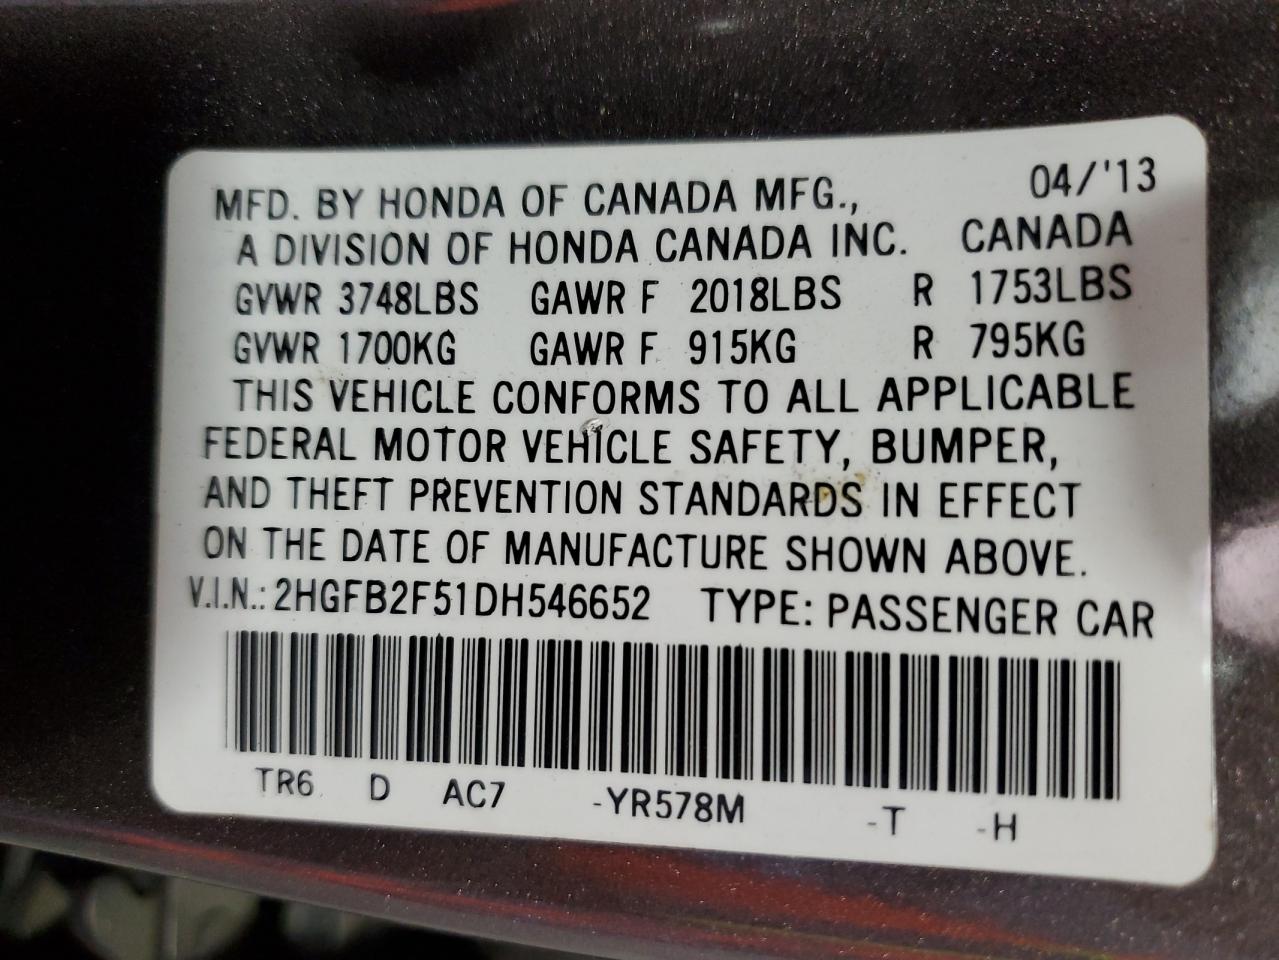 MFD. BY HONDA OF CANADA MFG., 04/'13
A DIVISION OF HONDA CANADA INC. CANADA
GVWR 3748LBS GAWR F 2018LBS R 1753LBS
GVWR 1700KG GAWR F 915KG R 795KG
THIS VEHICLE CONFORMS TO ALL APPLICABLE
FEDERAL MOTOR VEHICLE SAFETY, BUMPER,
AND THEFT PREVENTION STANDARDS IN EFFECT
ON THE DATE OF MANUFACTURE SHOWN ABOVE.
V.I.N.: 2HGFB2F51DH546652 TYPE: PASSENGER CAR
TR6 D AC7 -YR578M -T -H